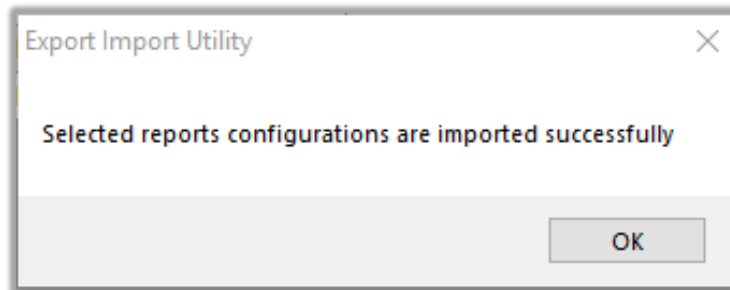 Export Import Utility
Selected reports configurations are imported successfully
OK